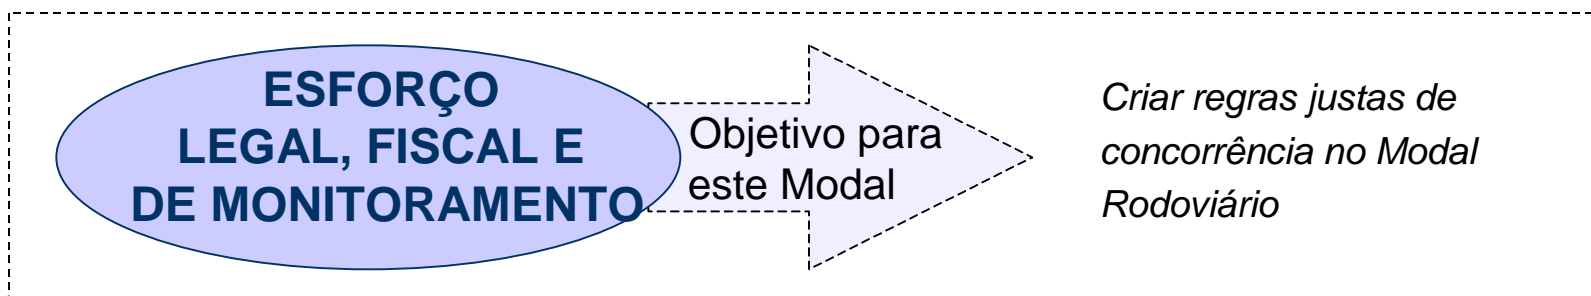 ESFORÇO
LEGAL, FISCAL E
DE MONITORAMENTO
Objetivo para
este Modal
Criar regras justas de
concorrência no Modal
Rodoviário